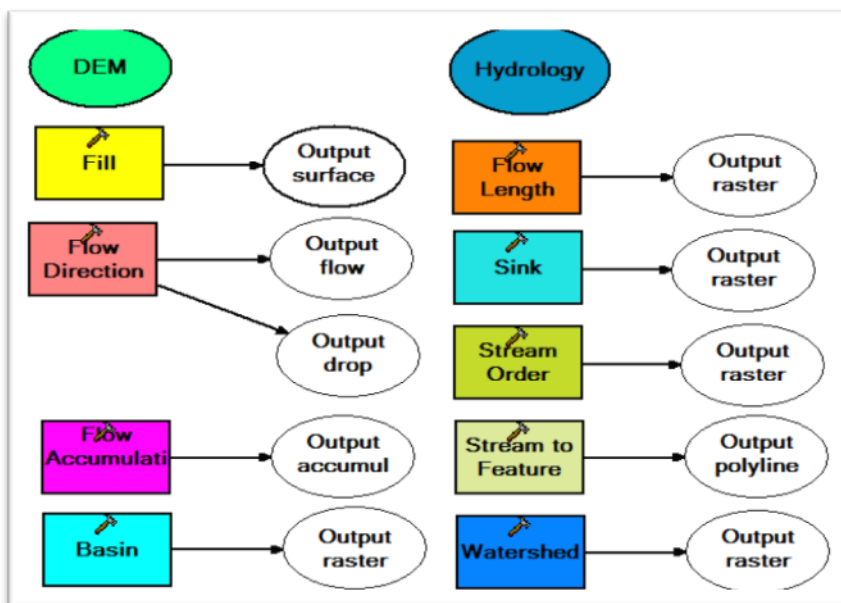 DEM
Fill
Output
surface
Flow
Direction
Output
flow
Output
drop
Flow
Accumulati
Output
accumul
Basin
Output
raster
Hydrology
Flow
Length
Output
raster
Sink
Output
raster
Stream
Order
Output
raster
Stream to
Feature
Output
polyline
Watershed
Output
raster